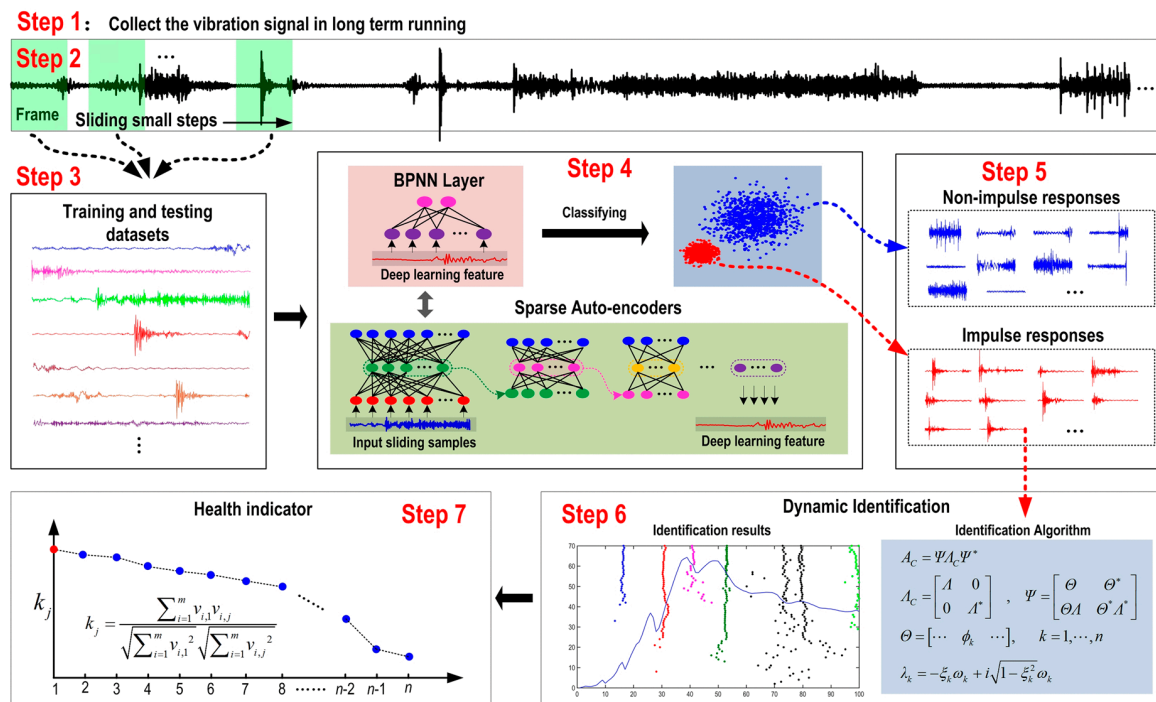 Step 1： Collect the vibration signal in long term running
Step 2
...
...
Frame
Sliding small steps
Step 3
Training and testing
datasets
⋮
Step 4
BPNN Layer
...
Deep learning feature
Classifying
Sparse Auto-encoders
...
...
...
Input sliding samples
...
...
...
...
...
...
...
Deep learning feature
Step 5
Non-impulse responses
...
Impulse responses
...
Dynamic Identification
Step 6
Identification results
70
60
50
40
30
20
10
0
0 10 20 30 40 50 60 70 80 90 100
Identification Algorithm
A_C = ΨΛ_CΨ^*
Λ_C = [Λ 0; 0 Λ^*] , Ψ = [Θ Θ^*; ΘΛ Θ^*Λ^*]
Θ = [⋯ ϕ_k ⋯], k = 1,⋯,n
λ_k = −ξ_kω_k + i√(1−ξ_k^2)ω_k
Step 7
Health indicator
k_j
k_j = ∑_{i=1}^m v_{i,1}v_{i,j} / (√(∑_{i=1}^m v_{i,1}^2) √(∑_{i=1}^m v_{i,j}^2))
......
1 2 3 4 5 6 7 8 ...... n-2 n-1 n